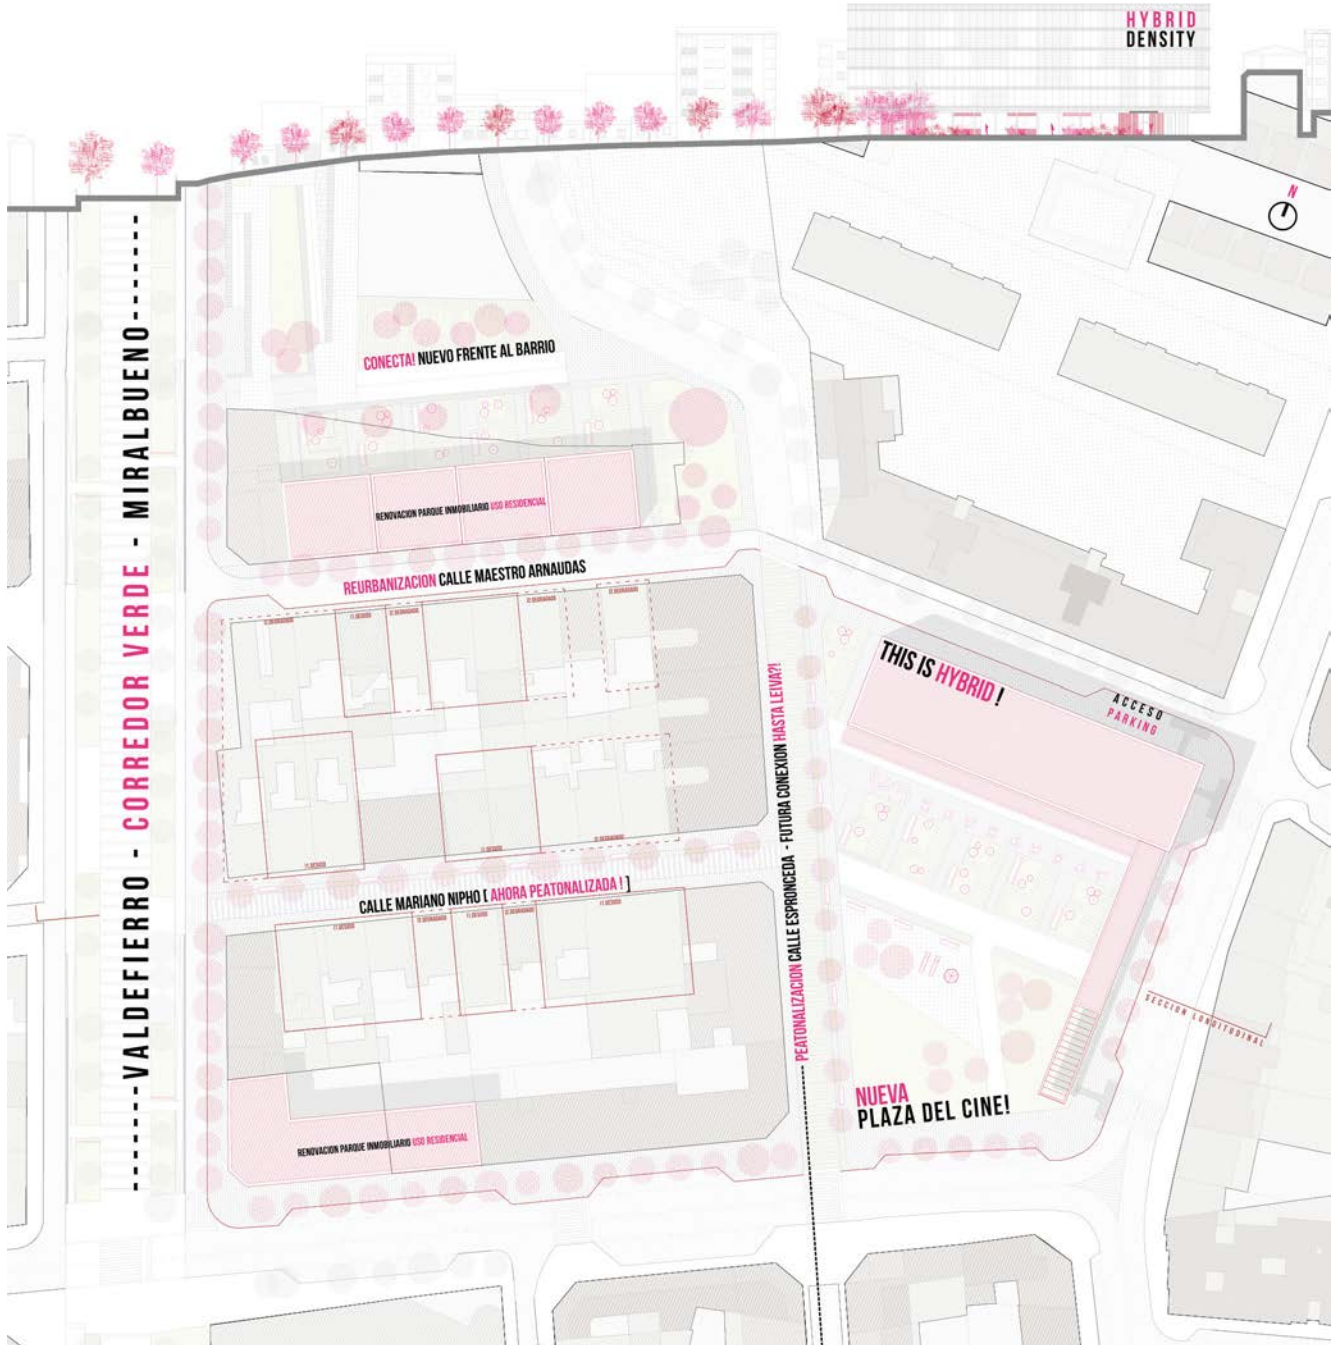 HYBRID
DENSITY
N
CONECTA! NUEVO FRENTE AL BARRIO
VALDEFIERRO - CORREDOR VERDE - MIRALBUENO
RENOVACION PARQUE INMOBILIARIO USO RESIDENCIAL
REURBANIZACION CALLE MAESTRO ARNAUDAS
THIS IS HYBRID !
ACCESO
PARKING
PEATONALIZACION CALLE ESPRONCEDA - FUTURA CONEXION HASTA LEIVA?!
CALLE MARIANO NIPHO [ AHORA PEATONALIZADA ! ]
SECCION LONGITUDINAL
NUEVA
PLAZA DEL CINE!
RENOVACION PARQUE INMOBILIARIO USO RESIDENCIAL